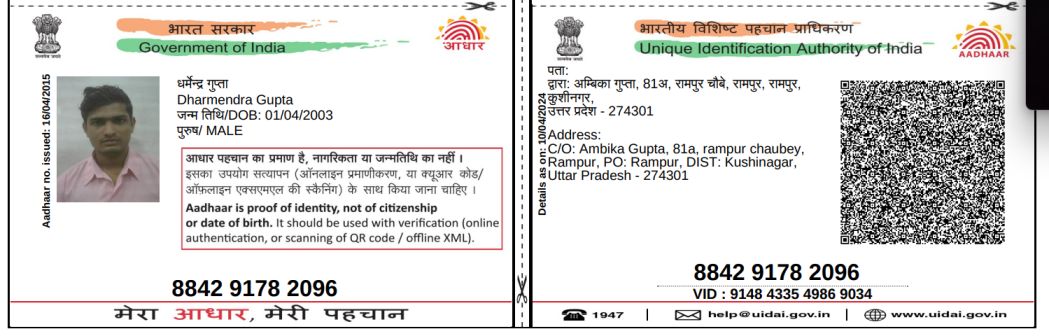 भारत सरकार
Government of India
आधार
Aadhaar no. issued: 16/04/2015
धर्मेन्द्र गुप्ता
Dharmendra Gupta
जन्म तिथि/DOB: 01/04/2003
पुरुष/ MALE
आधार पहचान का प्रमाण है, नागरिकता या जन्मतिथि का नहीं ।
इसका उपयोग सत्यापन (ऑनलाइन प्रमाणीकरण, या क्यूआर कोड/
ऑफ़लाइन एक्सएमएल की स्कैनिंग) के साथ किया जाना चाहिए ।
Aadhaar is proof of identity, not of citizenship
or date of birth. It should be used with verification (online
authentication, or scanning of QR code / offline XML).
8842 9178 2096
मेरा आधार, मेरी पहचान
भारतीय विशिष्ट पहचान प्राधिकरण
Unique Identification Authority of India
AADHAAR
Details as on: 10/04/2024
पता:
द्वारा: अम्बिका गुप्ता, 81अ, रामपुर चौबे, रामपुर, रामपुर,
कुशीनगर,
उत्तर प्रदेश - 274301
Address:
C/O: Ambika Gupta, 81a, rampur chaubey,
Rampur, PO: Rampur, DIST: Kushinagar,
Uttar Pradesh - 274301
8842 9178 2096
VID : 9148 4335 4986 9034
1947 | help@uidai.gov.in | www.uidai.gov.in